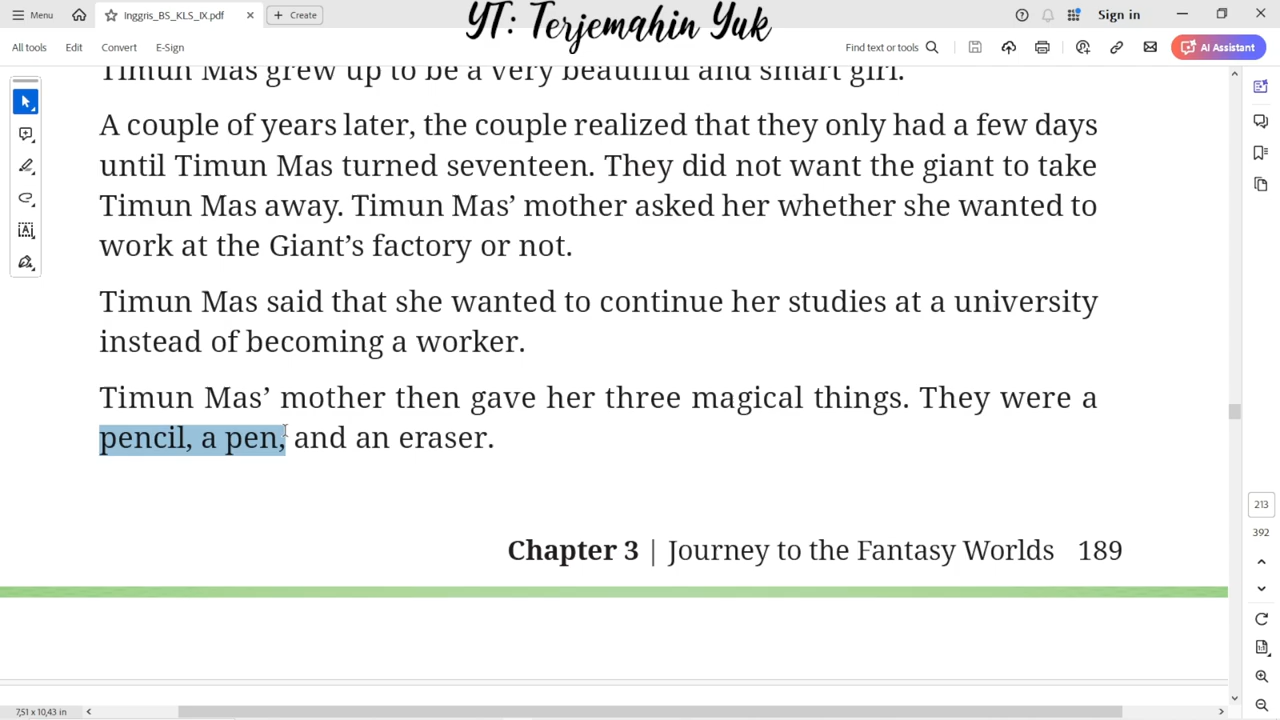 Menu
Inggris_BS_KLS_IX.pdf
Create
YT: Terjemahin Yuk
Sign in
All tools
Edit
Convert
E-Sign
Find text or tools
AI Assistant
Timun Mas grew up to be a very beautiful and smart girl.
A couple of years later, the couple realized that they only had a few days
until Timun Mas turned seventeen. They did not want the giant to take
Timun Mas away. Timun Mas’ mother asked her whether she wanted to
work at the Giant’s factory or not.
Timun Mas said that she wanted to continue her studies at a university
instead of becoming a worker.
Timun Mas’ mother then gave her three magical things. They were a
pencil, a pen, and an eraser.
Chapter 3 | Journey to the Fantasy Worlds 189
213
392
7,51 x 10,43 in